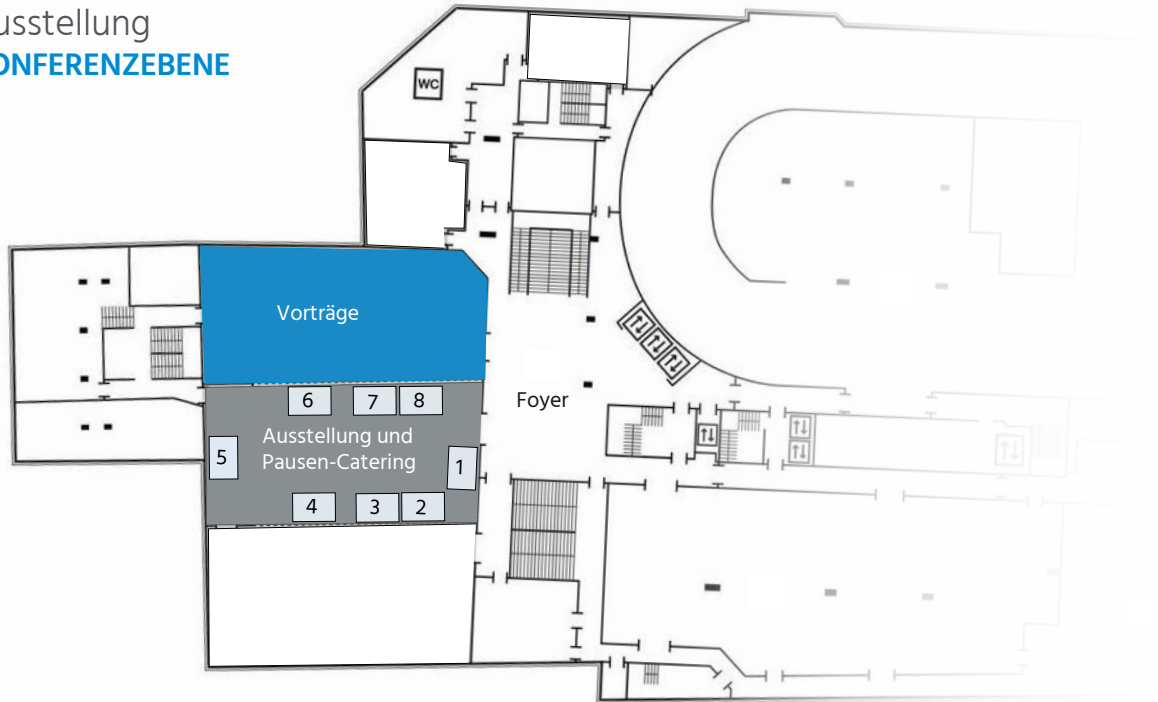 usstellung
ONFERENZEBENE
WC
Vorträge
6
7
8
Foyer
Ausstellung und
Pausen-Catering
5
1
4
3
2